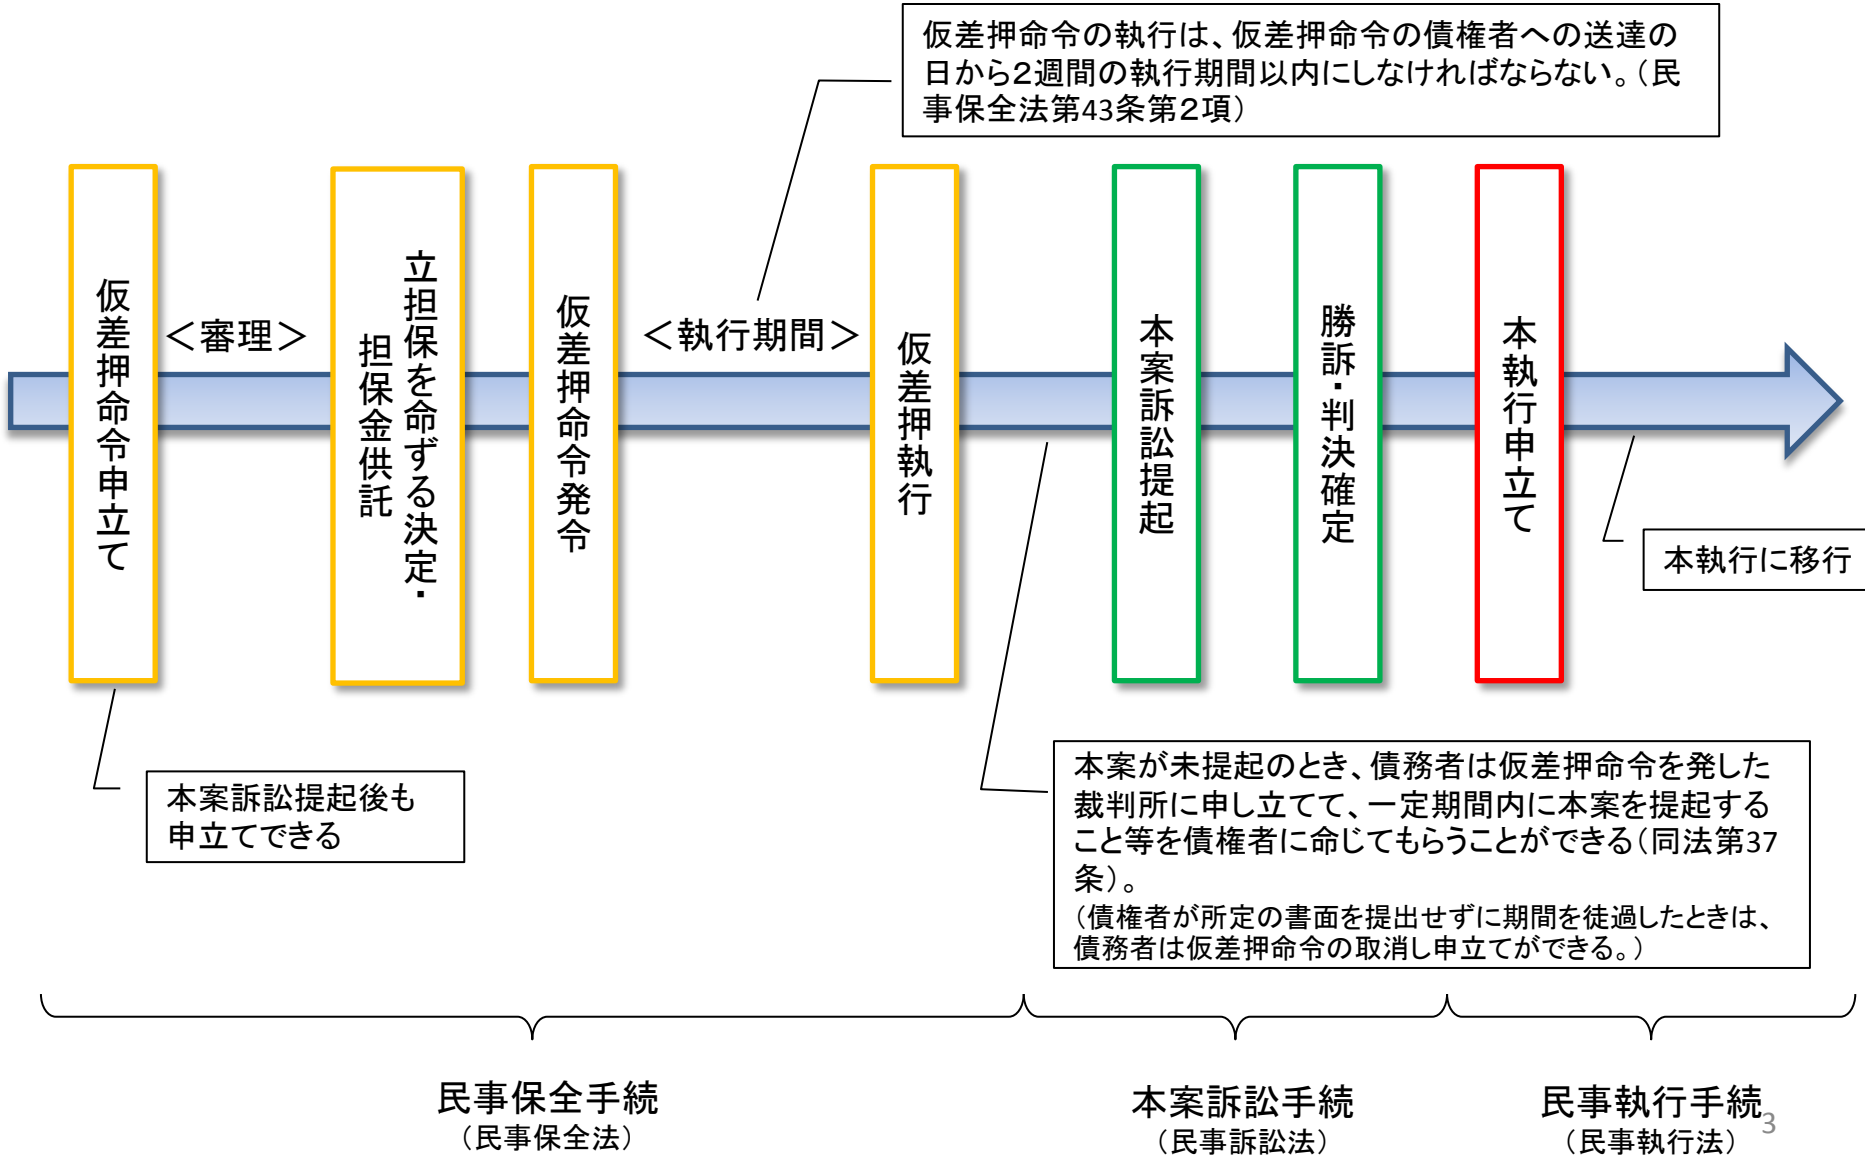 仮差押命令の執行は、仮差押命令の債権者への送達の
日から２週間の執行期間以内にしなければならない。（民
事保全法第43条第２項）
仮差押命令申立て
＜審理＞
立担保を命ずる決定・
担保金供託
仮差押命令発令
＜執行期間＞
仮差押執行
本案訴訟提起
勝訴・判決確定
本執行申立て
本執行に移行
本案訴訟提起後も
申立てできる
本案が未提起のとき、債務者は仮差押命令を発した
裁判所に申し立てて、一定期間内に本案を提起する
こと等を債権者に命じてもらうことができる（同法第37
条）。
（債権者が所定の書面を提出せずに期間を徒過したときは、
債務者は仮差押命令の取消し申立てができる。）
民事保全手続
（民事保全法）
本案訴訟手続
（民事訴訟法）
民事執行手続
（民事執行法）
3